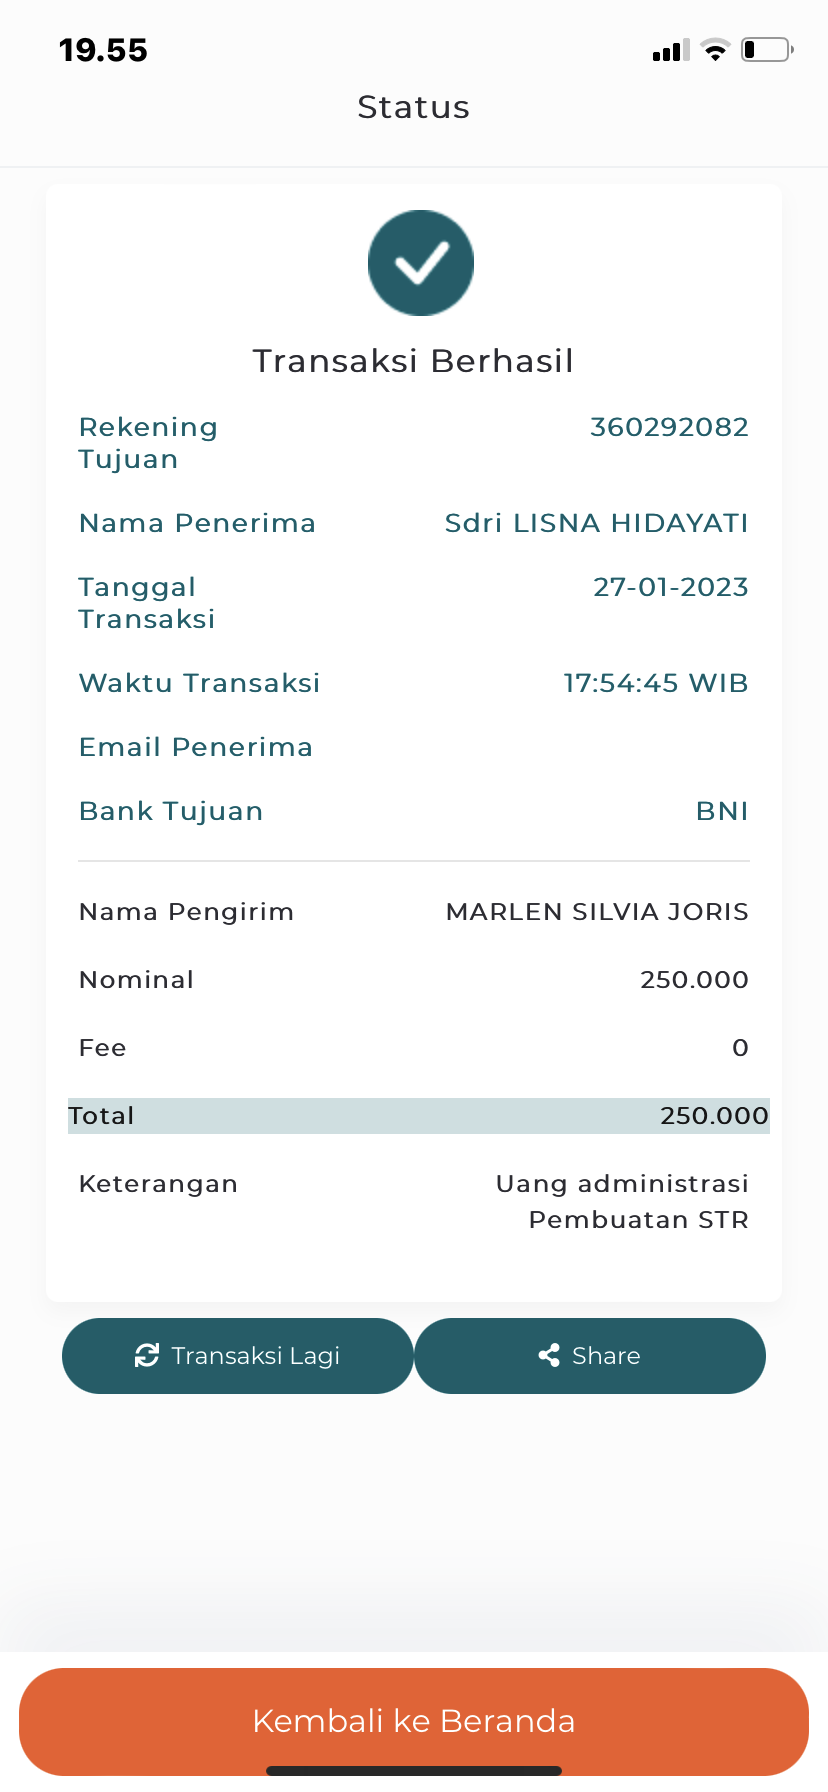 19.55
Status
Transaksi Berhasil
Rekening Tujuan 360292082
Nama Penerima Sdri LISNA HIDAYATI
Tanggal Transaksi 27-01-2023
Waktu Transaksi 17:54:45 WIB
Email Penerima
Bank Tujuan BNI
Nama Pengirim MARLEN SILVIA JORIS
Nominal 250.000
Fee 0
Total 250.000
Keterangan Uang administrasi
Pembuatan STR
Transaksi Lagi Share
Kembali ke Beranda